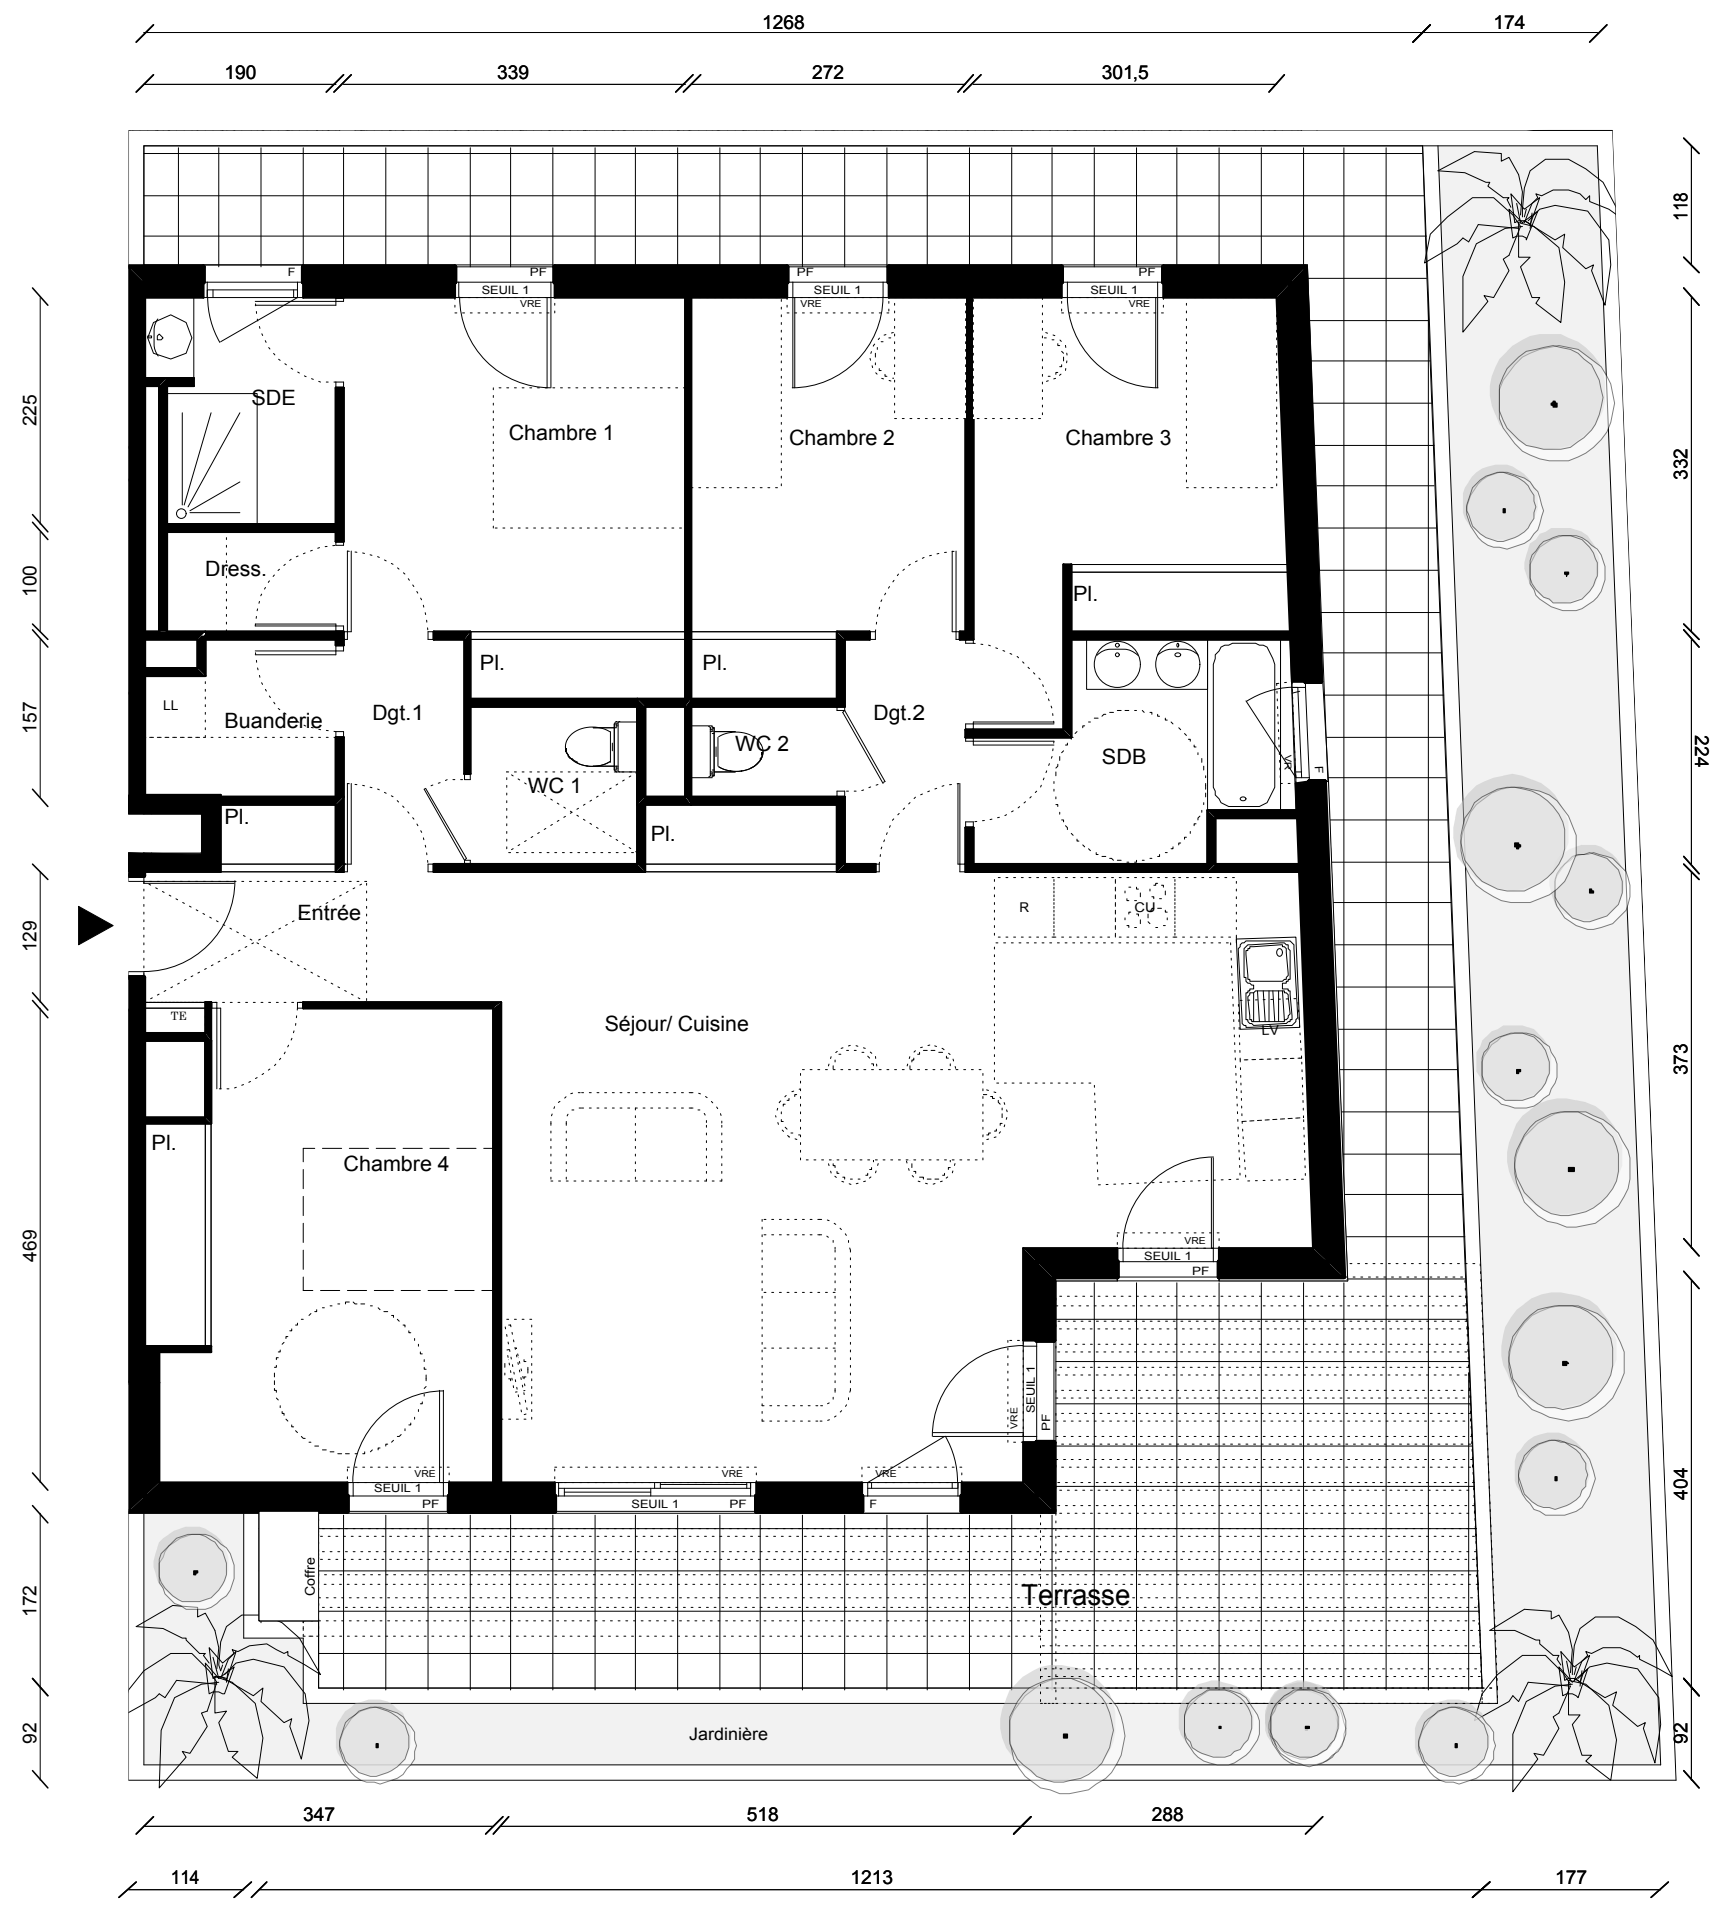 1268
174
190
339
272
301,5
118
F
PF
PF
PF
SEUIL 1
SEUIL 1
SEUIL 1
VRE
VRE
VRE
225
SDE
Chambre 1
Chambre 2
Chambre 3
332
100
Dress.
Pl.
Pl.
Pl.
157
LL
Buanderie
Dgt.1
Dgt.2
WC 2
SDB
VRE
F
224
WC 1
Pl.
Pl.
129
Entrée
R
CU
TE
Séjour/ Cuisine
LV
373
Pl.
Chambre 4
469
VRE
SEUIL 1
PF
VRE
SEUIL 1
PF
VRE
VRE
VRE
SEUIL 1
PF
SEUIL 1
PF
F
404
172
Coffre
Terrasse
92
Jardinière
92
347
518
288
114
1213
177